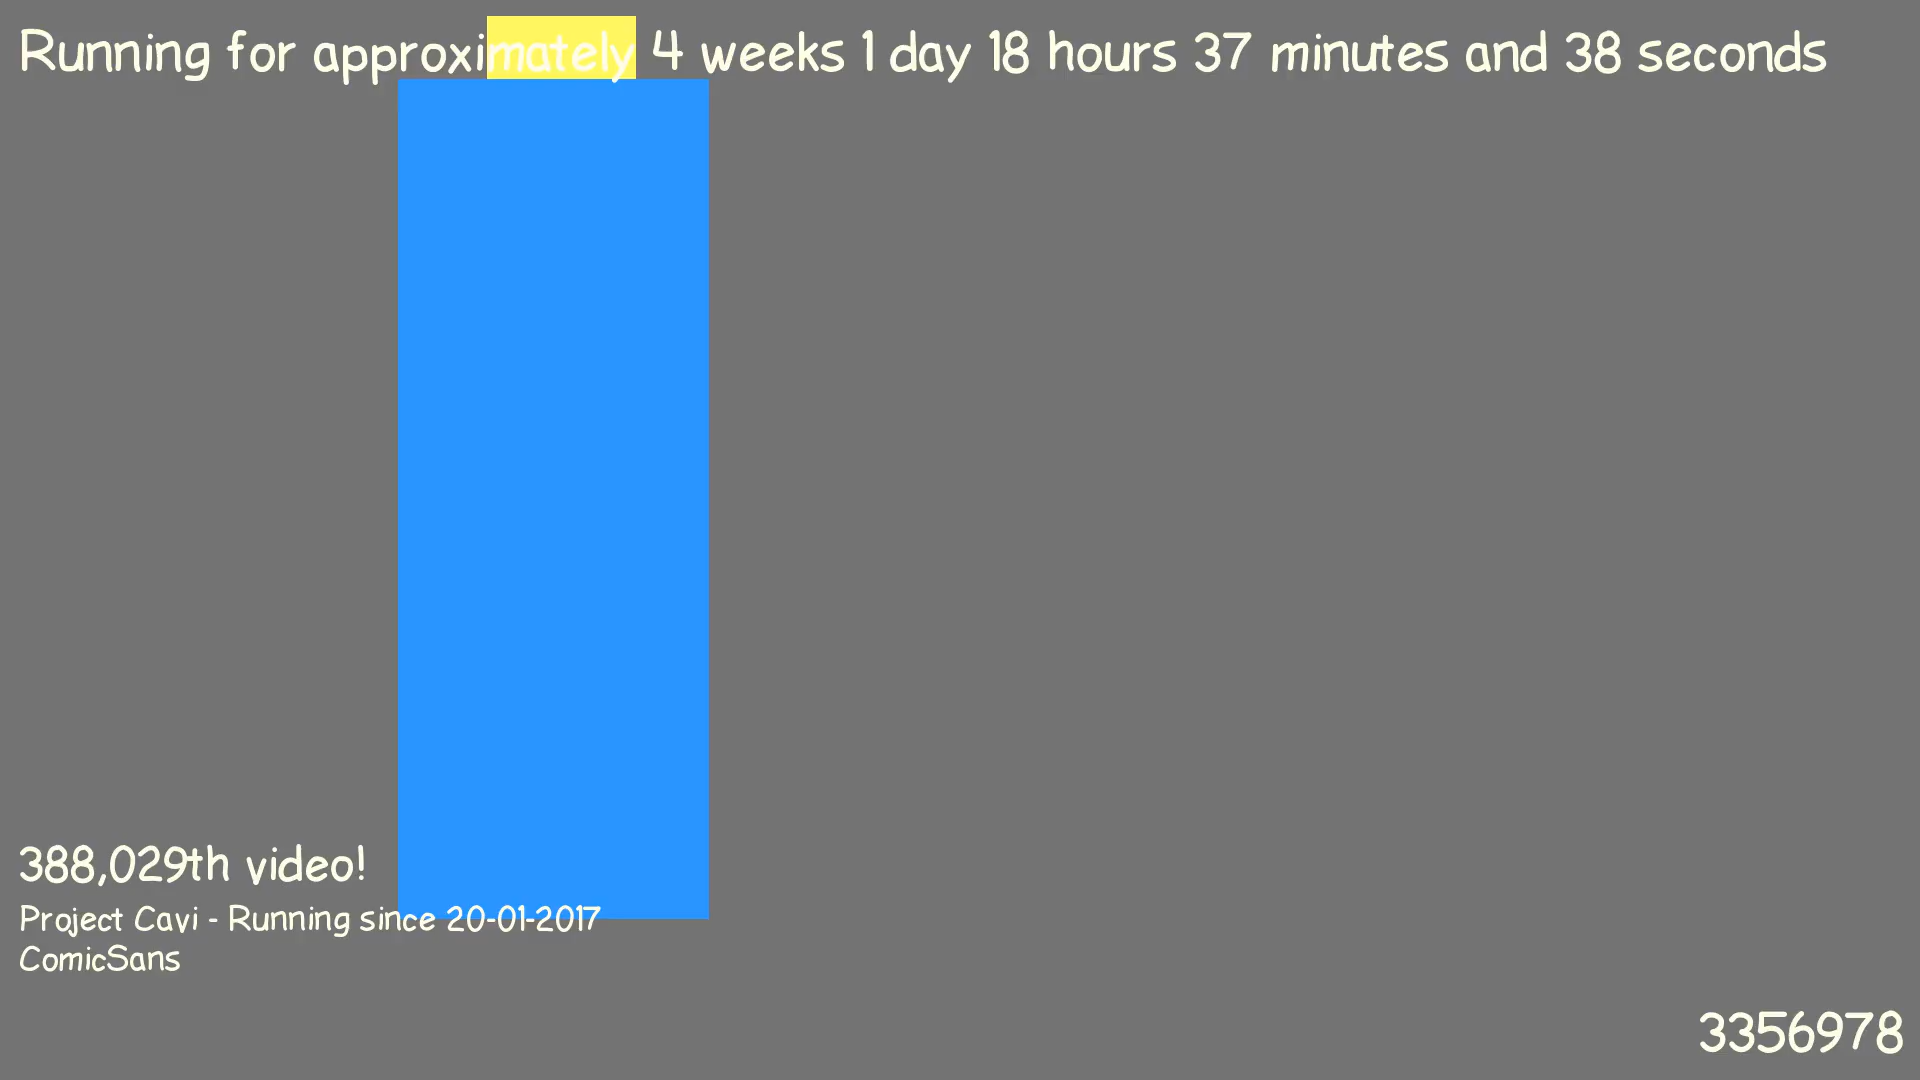 Running for approximately 4 weeks 1 day 18 hours 37 minutes and 38 seconds
388,029th video!
Project Cavi - Running since 20-01-2017
ComicSans
3356978